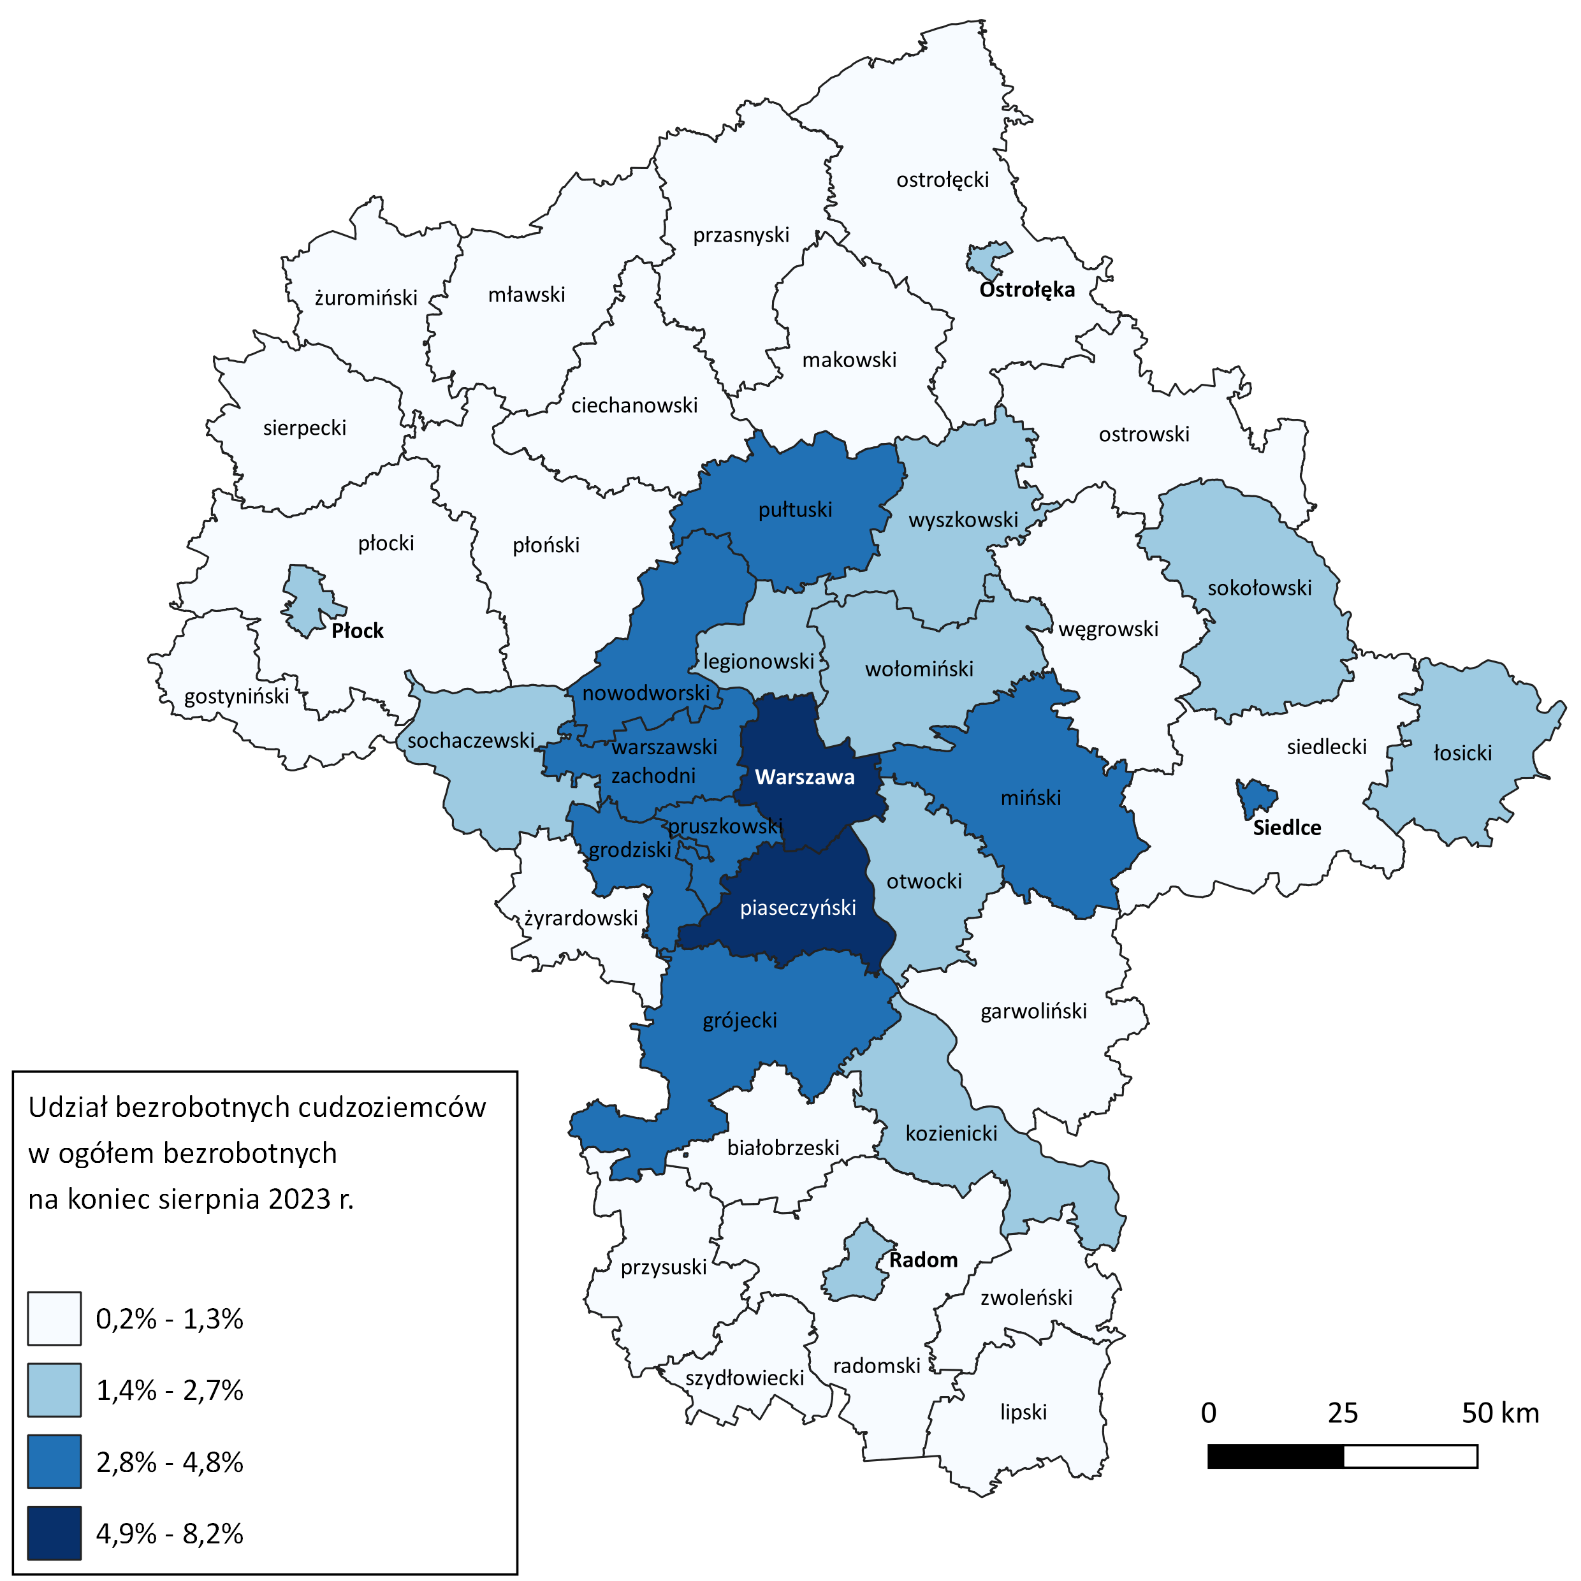 ostrołęcki
przasnyski
Ostrołęka
żuromiński
mławski
makowski
ciechanowski
sierpecki
ostrowski
pułtuski
wyszkowski
płocki
płoński
sokołowski
Płock
węgrowski
legionowski
wołomiński
gostyniński
nowodworski
sochaczewski
warszawski
zachodni
siedlecki
łosicki
Warszawa
miński
Siedlce
pruszkowski
grodziski
otwocki
piaseczyński
żyrardowski
garwoliński
grójecki
kozienicki
białobrzeski
Radom
przysuski
zwoleński
radomski
szydłowiecki
lipski
Udział bezrobotnych cudzoziemców
w ogółem bezrobotnych
na koniec sierpnia 2023 r.
0,2% - 1,3%
1,4% - 2,7%
2,8% - 4,8%
4,9% - 8,2%
0 25 50 km